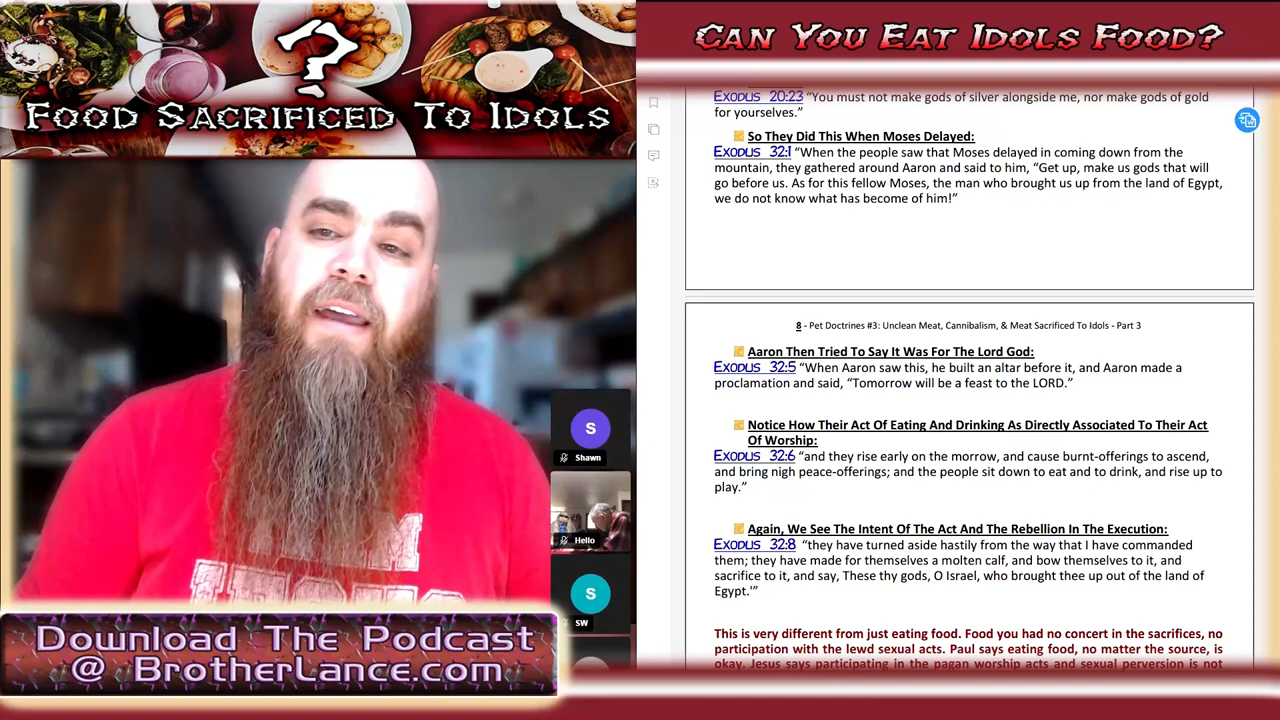 ?
Food Sacrificed To Idols
Can You Eat Idols Food?
Exodus 20:23 “You must not make gods of silver alongside me, nor make gods of gold
for yourselves.”
So They Did This When Moses Delayed:
Exodus 32:1 “When the people saw that Moses delayed in coming down from the
mountain, they gathered around Aaron and said to him, “Get up, make us gods that will
go before us. As for this fellow Moses, the man who brought us up from the land of Egypt,
we do not know what has become of him!”
8 - Pet Doctrines #3: Unclean Meat, Cannibalism, & Meat Sacrificed To Idols - Part 3
Aaron Then Tried To Say It Was For The Lord God:
Exodus 32:5 “When Aaron saw this, he built an altar before it, and Aaron made a
proclamation and said, “Tomorrow will be a feast to the LORD.”
Notice How Their Act Of Eating And Drinking As Directly Associated To Their Act
Of Worship:
Exodus 32:6 “and they rise early on the morrow, and cause burnt-offerings to ascend,
and bring nigh peace-offerings; and the people sit down to eat and to drink, and rise up to
play.”
Again, We See The Intent Of The Act And The Rebellion In The Execution:
Exodus 32:8 “they have turned aside hastily from the way that I have commanded
them; they have made for themselves a molten calf, and bow themselves to it, and
sacrifice to it, and say, These thy gods, O Israel, who brought thee up out of the land of
Egypt.'”
This is very different from just eating food. Food you had no concert in the sacrifices, no
participation with the lewd sexual acts. Paul says eating food, no matter the source, is
okay. Jesus says participating in the pagan worship acts and sexual perversion is not
S
Shawn
Hello
S
SW
Download The Podcast
@ BrotherLance.com